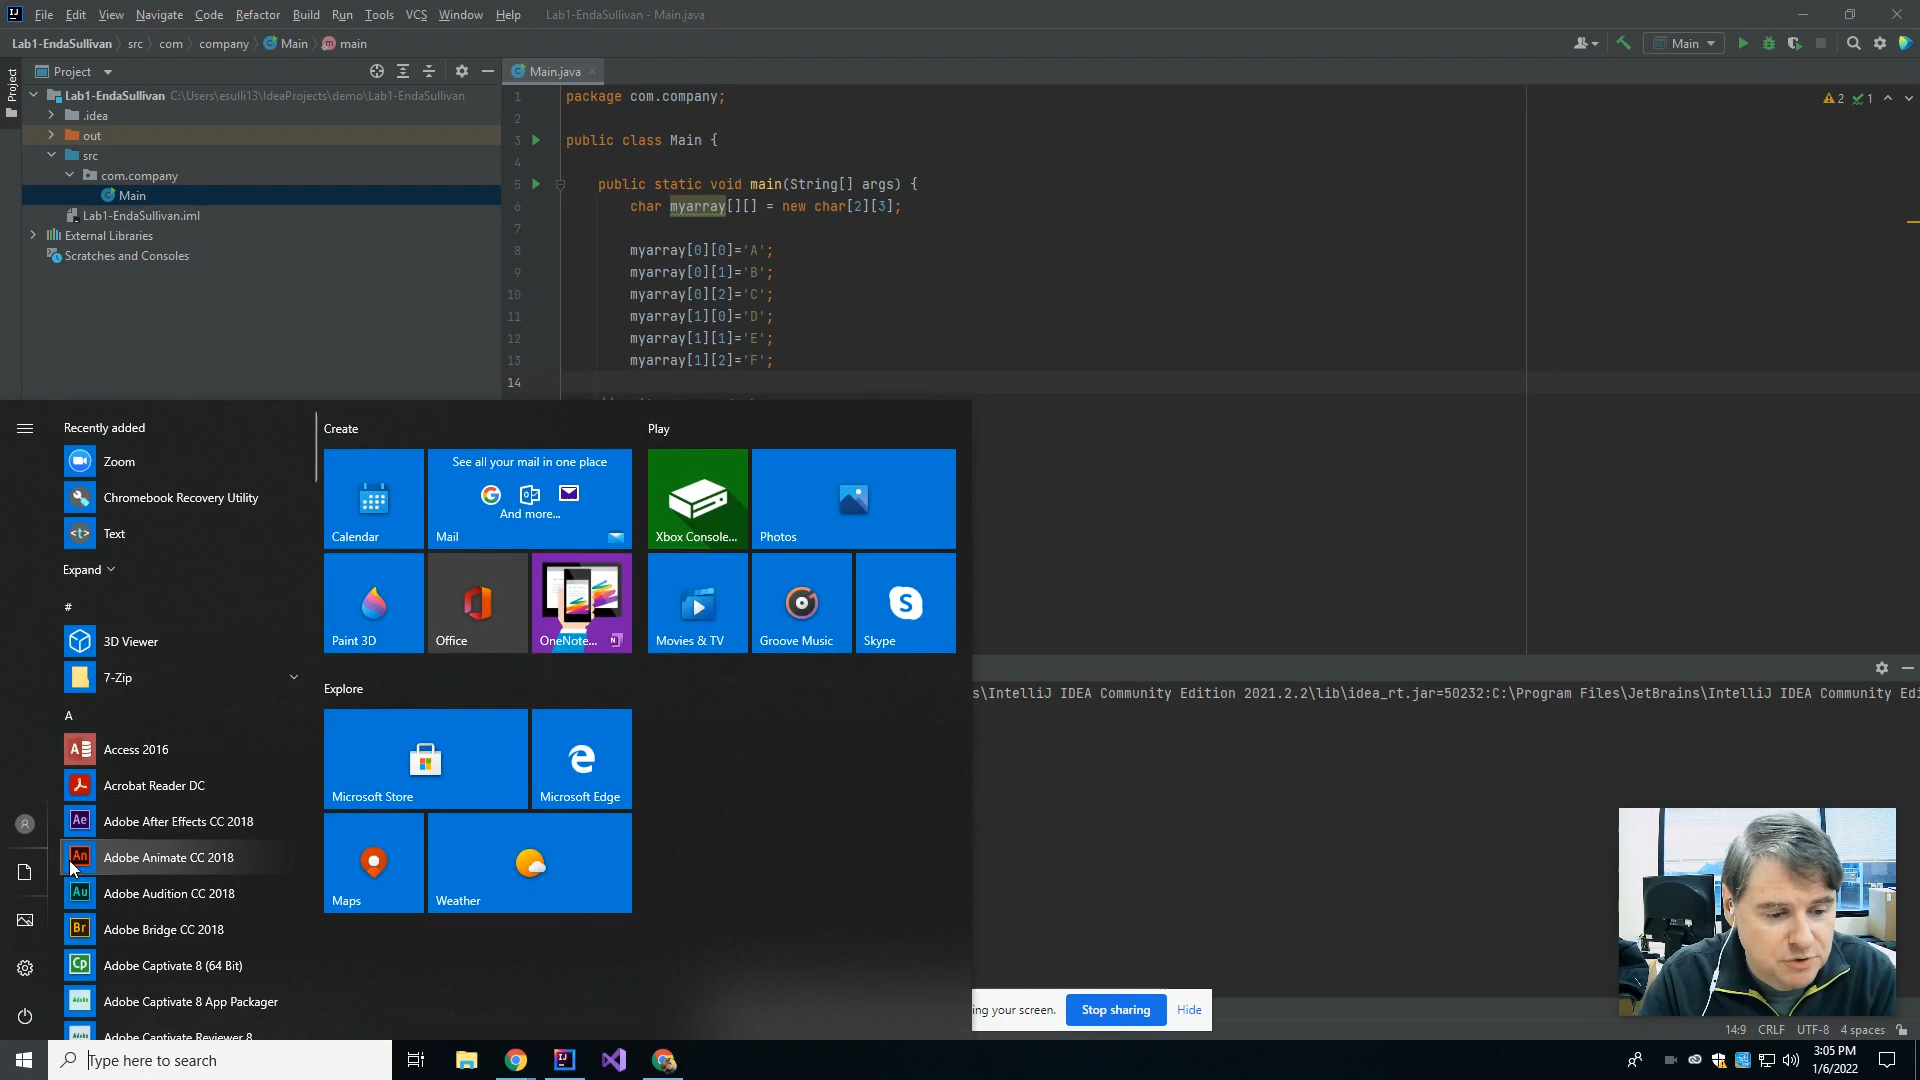 File Edit View Navigate Code Refactor Build Run Tools VCS Window Help Lab1-EndaSullivan - Main.java
Lab1-EndaSullivan src com company Main main
Main
Project
Project
Main.java
Lab1-EndaSullivan C:\Users\esulli13\IdeaProjects\demo\Lab1-EndaSullivan
.idea
out
src
com.company
Main
Lab1-EndaSullivan.iml
External Libraries
Scratches and Consoles
1 package com.company;
2
3 public class Main {
4
5 public static void main(String[] args) {
6 char myarray[][] = new char[2][3];
7
8 myarray[0][0]='A';
9 myarray[0][1]='B';
10 myarray[0][2]='C';
11 myarray[1][0]='D';
12 myarray[1][1]='E';
13 myarray[1][2]='F';
14
2 1
Recently added
Zoom
Chromebook Recovery Utility
Text
Expand
#
3D Viewer
7-Zip
A
Access 2016
Acrobat Reader DC
Adobe After Effects CC 2018
Adobe Animate CC 2018
Adobe Audition CC 2018
Adobe Bridge CC 2018
Adobe Captivate 8 (64 Bit)
Adobe Captivate 8 App Packager
Adobe Captivate Reviewer 8
Create
Calendar
See all your mail in one place
And more...
Mail
Paint 3D
Office
OneNote...
Play
Xbox Console...
Photos
Movies & TV
Groove Music
Skype
Explore
Microsoft Store
Microsoft Edge
Maps
Weather
s\IntelliJ IDEA Community Edition 2021.2.2\lib\idea_rt.jar=50232:C:\Program Files\JetBrains\IntelliJ IDEA Community Edi
ing your screen. Stop sharing Hide
14:9 CRLF UTF-8 4 spaces
Type here to search
3:05 PM
1/6/2022